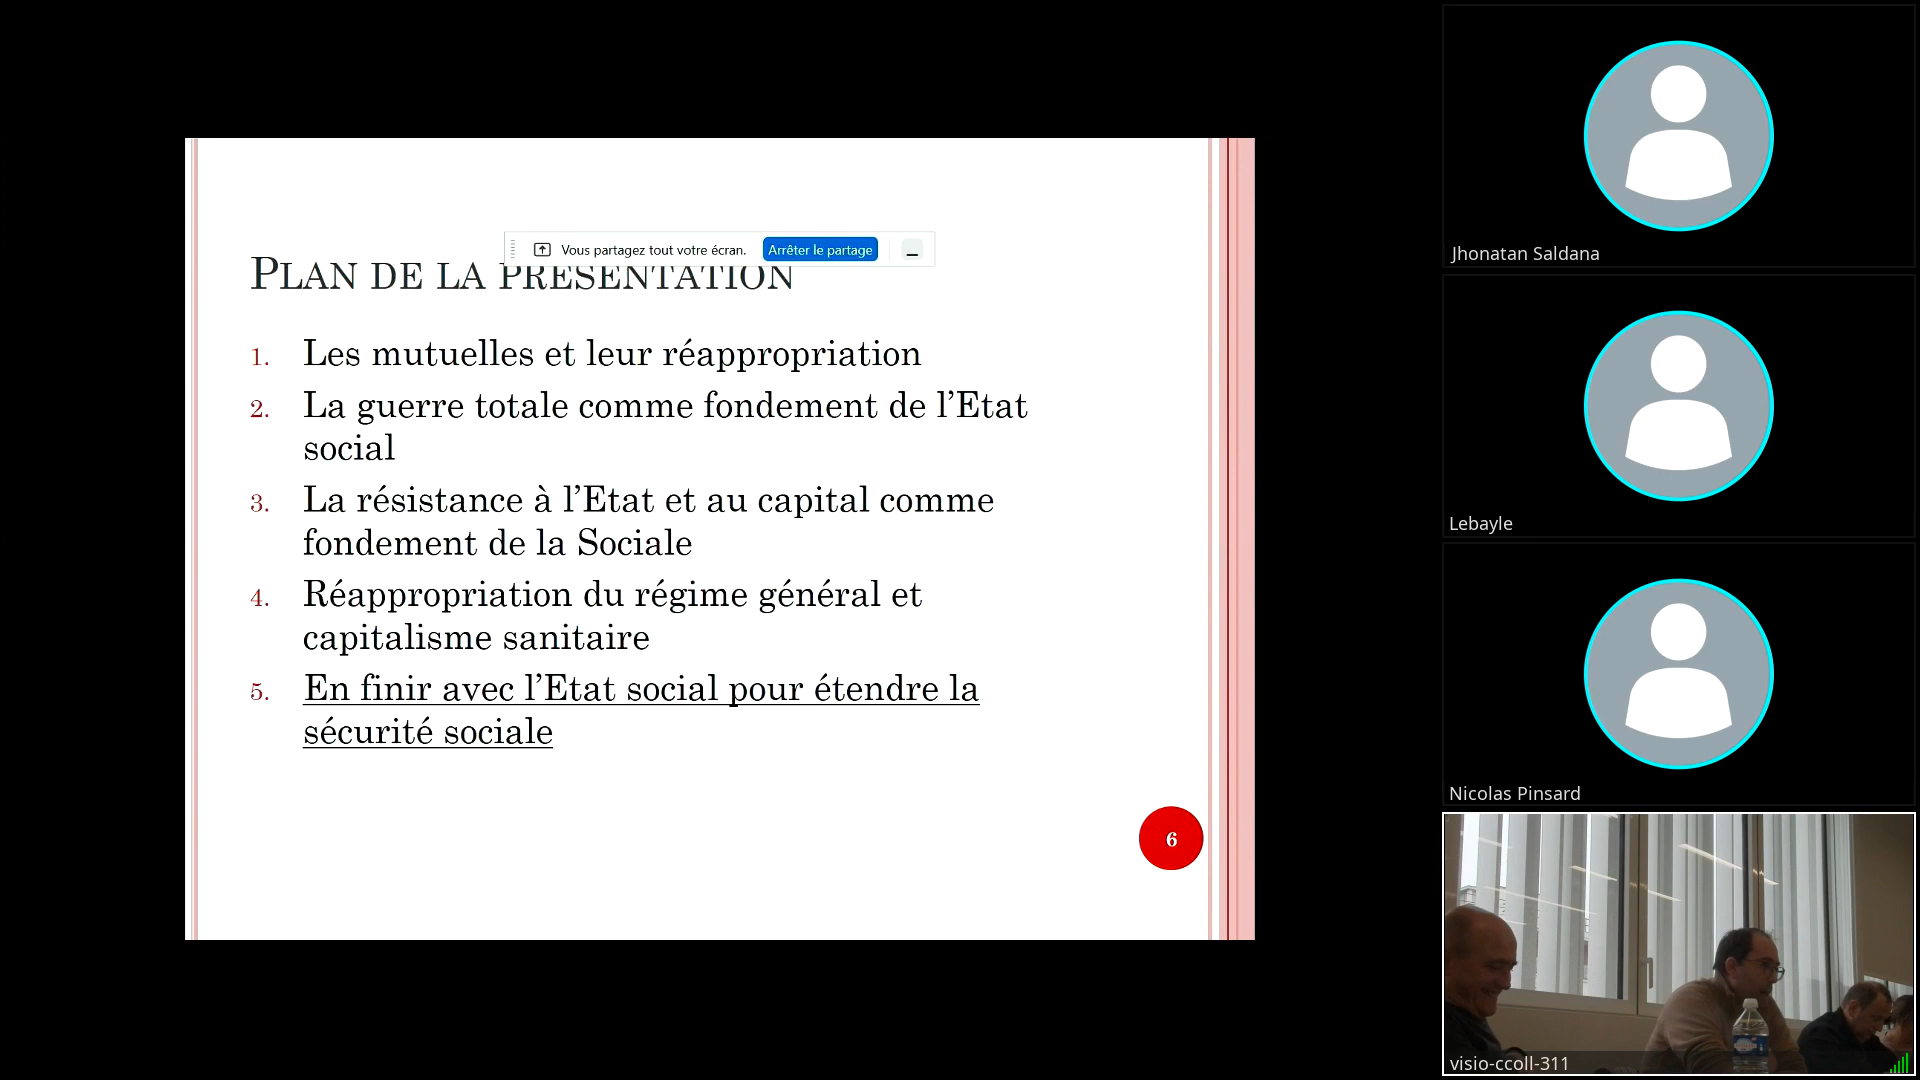 Vous partagez tout votre écran. Arrêter le partage
PLAN DE LA PRESENTATION
1. Les mutuelles et leur réappropriation
2. La guerre totale comme fondement de l’Etat
social
3. La résistance à l’Etat et au capital comme
fondement de la Sociale
4. Réappropriation du régime général et
capitalisme sanitaire
5. En finir avec l’Etat social pour étendre la
sécurité sociale
6
Jhonatan Saldana
Lebayle
Nicolas Pinsard
visio-ccoll-311